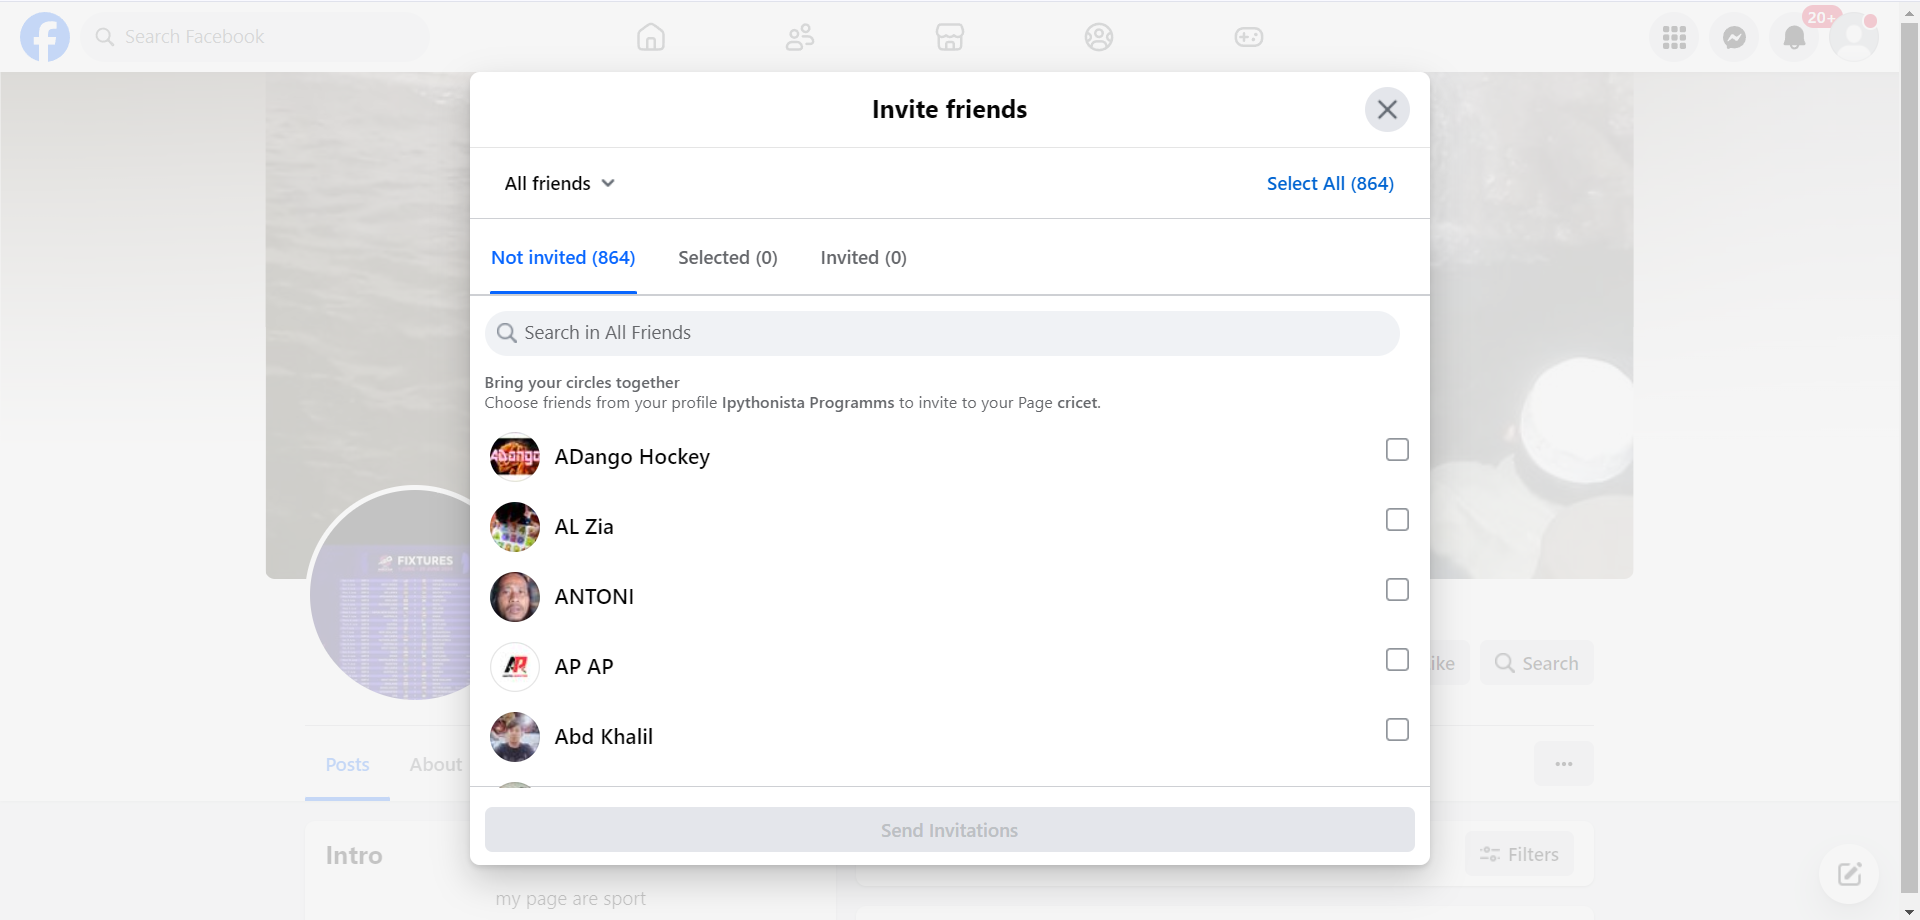 Search Facebook
20+
Invite friends
All friends
Select All (864)
Not invited (864)
Selected (0)
Invited (0)
Search in All Friends
Bring your circles together
Choose friends from your profile Ipythonista Programms to invite to your Page cricet.
ADango
ADango Hockey
AL Zia
FIXTURES
ANTONI
AP
AP AP
ike
Search
Abd Khalil
Posts
About
Send Invitations
Intro
Filters
my page are sport